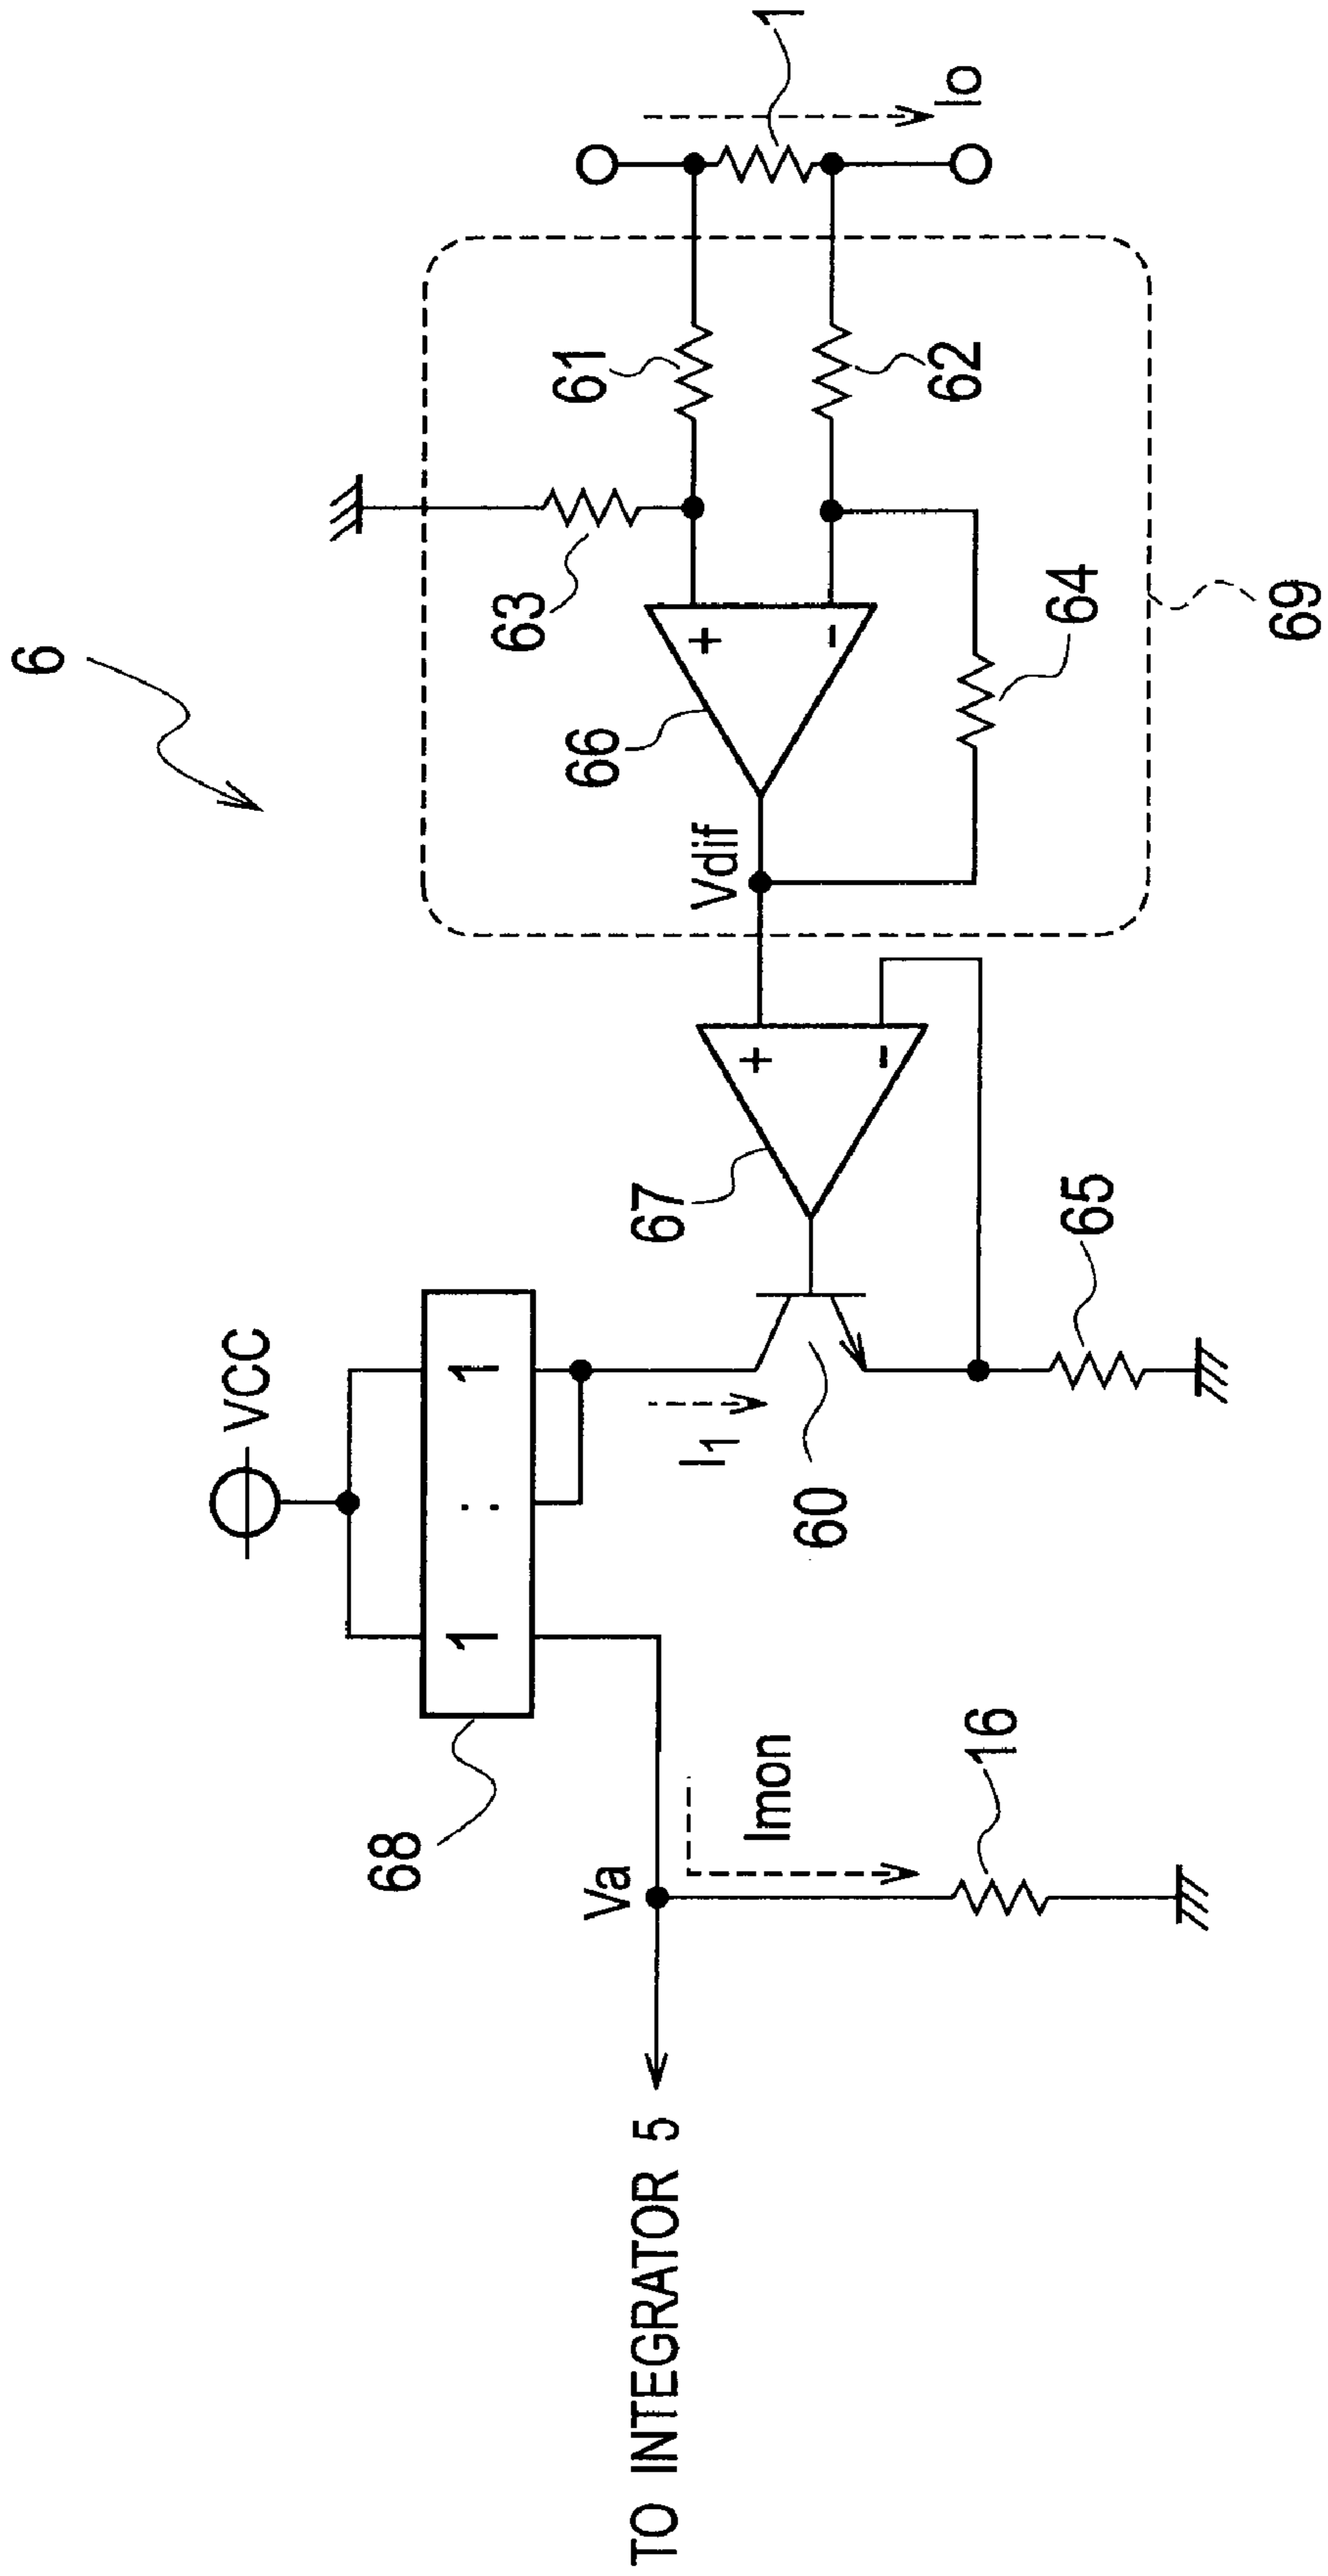 6
VCC
68
1 : 1
I1
60
67
65
Va
Imon
16
TO INTEGRATOR 5
Vdif
66
+
-
+
-
63
61
62
64
69
1
Io